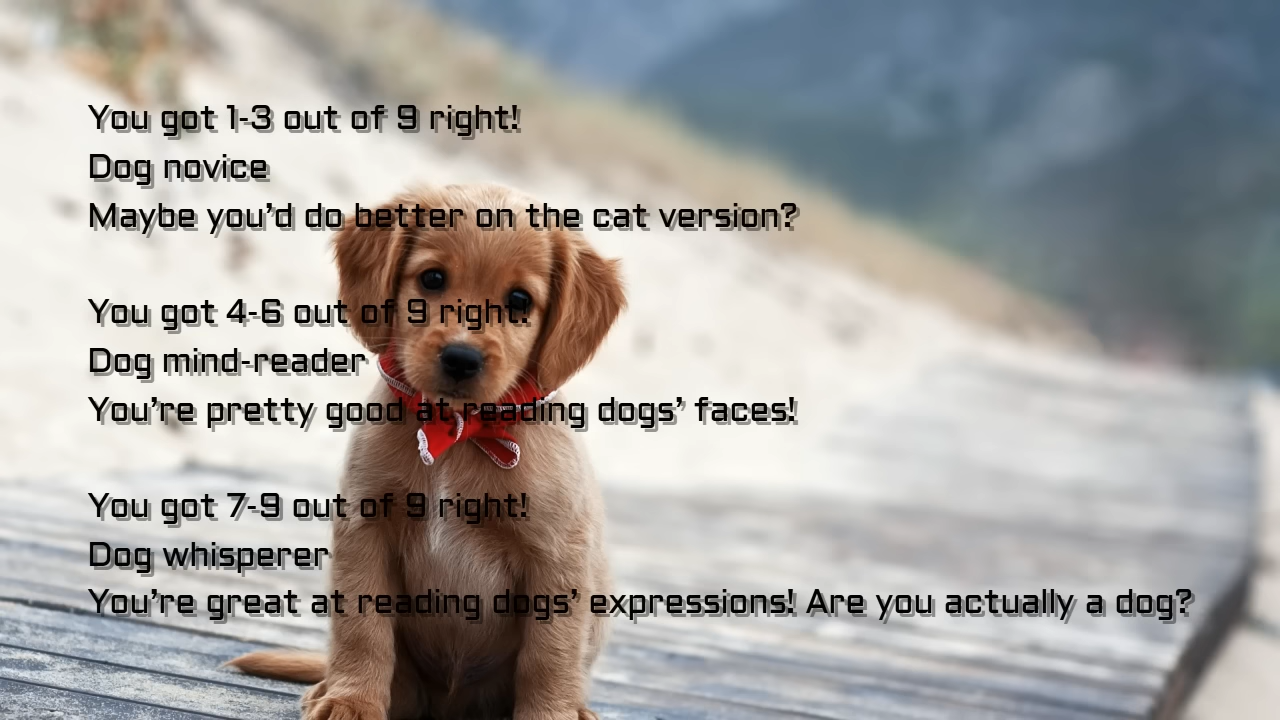 You got 1-3 out of 9 right!
Dog novice
Maybe you’d do better on the cat version?
You got 4-6 out of 9 right!
Dog mind-reader
You’re pretty good at reading dogs’ faces!
You got 7-9 out of 9 right!
Dog whisperer
You’re great at reading dogs’ expressions! Are you actually a dog?